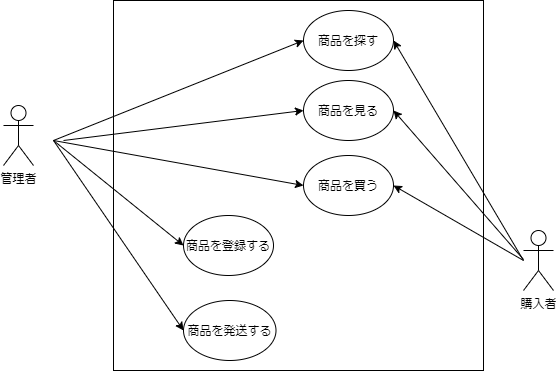 商品を探す
商品を見る
管理者
商品を買う
商品を登録する
購入者
商品を発送する